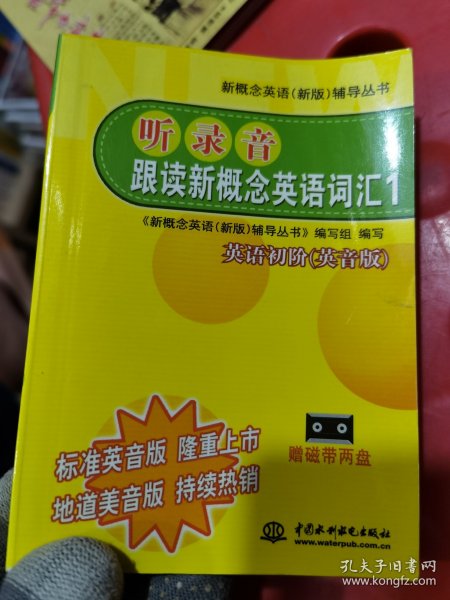 新概念英语(新版)辅导丛书
听录音
跟读新概念英语词汇1
《新概念英语(新版)辅导丛书》编写组 编写
英语初阶(英音版)
标准英音版 隆重上市
地道美音版 持续热销
赠磁带两盘
中国水利水电出版社
www.waterpub.com.cn
孔夫子旧书网
www.kongfz.com